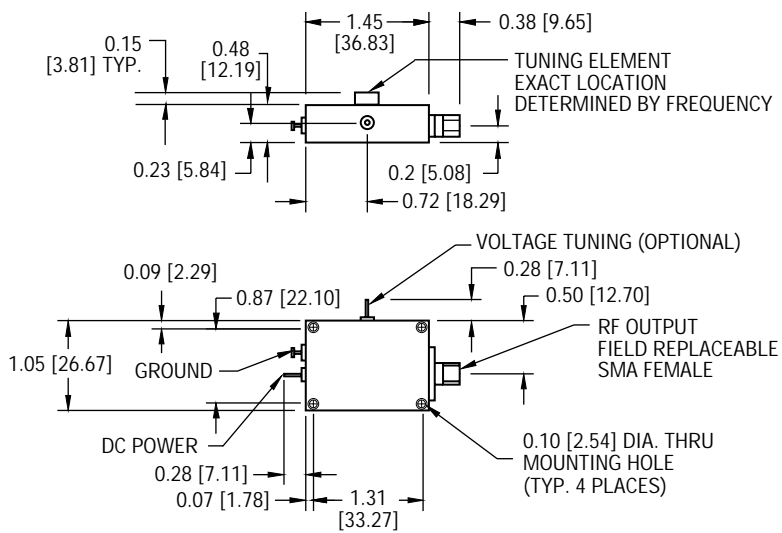 1.45
[36.83]
0.38 [9.65]
0.15
[3.81] TYP.
0.48
[12.19]
TUNING ELEMENT
EXACT LOCATION
DETERMINED BY FREQUENCY
0.23 [5.84]
0.2 [5.08]
0.72 [18.29]
VOLTAGE TUNING (OPTIONAL)
0.09 [2.29]
0.28 [7.11]
0.87 [22.10]
0.50 [12.70]
1.05 [26.67]
GROUND
RF OUTPUT
FIELD REPLACEABLE
SMA FEMALE
DC POWER
0.28 [7.11]
0.07 [1.78]
1.31
[33.27]
0.10 [2.54] DIA. THRU
MOUNTING HOLE
(TYP. 4 PLACES)